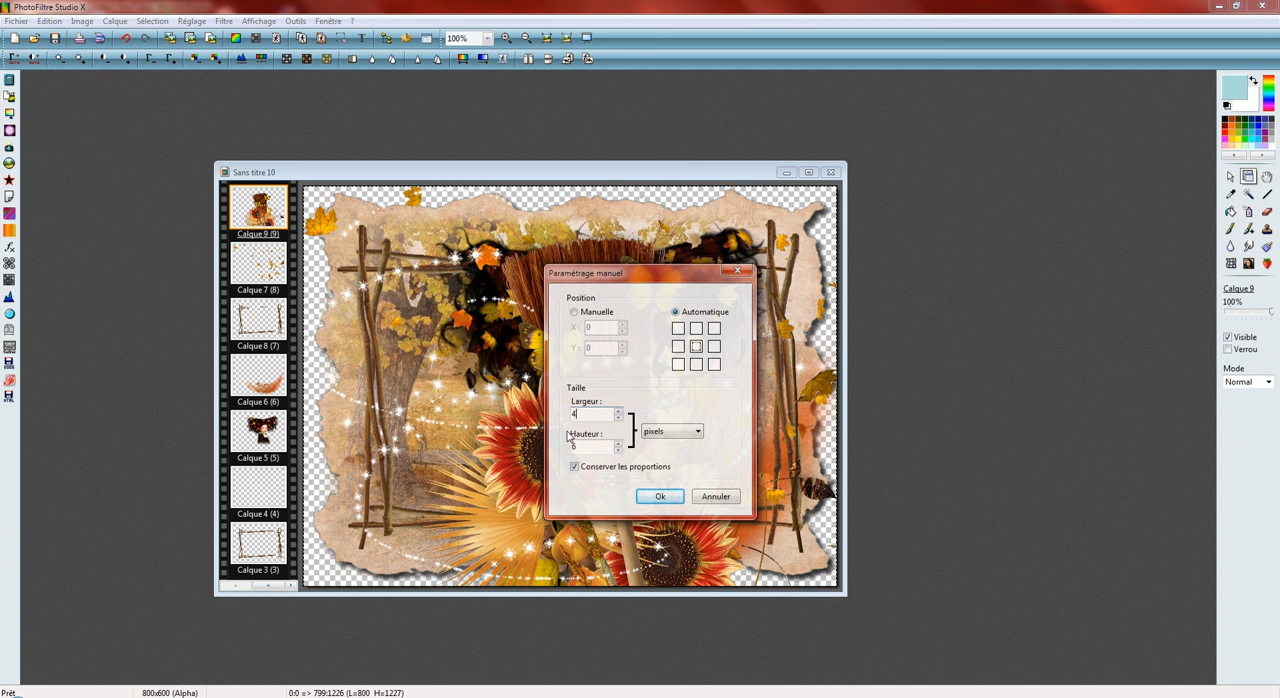 PhotoFiltre Studio X
Fichier Edition Image Calque Sélection Réglage Filtre Affichage Outils Fenêtre ?
100%
Sans titre 10
Calque 9 (9)
Calque 7 (8)
Calque 8 (7)
Calque 6 (6)
Calque 5 (5)
Calque 4 (4)
Calque 3 (3)
Paramétrage manuel
Position
Manuelle
Automatique
X: 0
Y: 0
Taille
Largeur :
4
Hauteur :
6
pixels
Conserver les proportions
Ok
Annuler
Calque 9
100%
Visible
Verrou
Mode
Normal
Prêt
800x600 (Alpha)
0:0 => 799:1226 (L=800 H=1227)